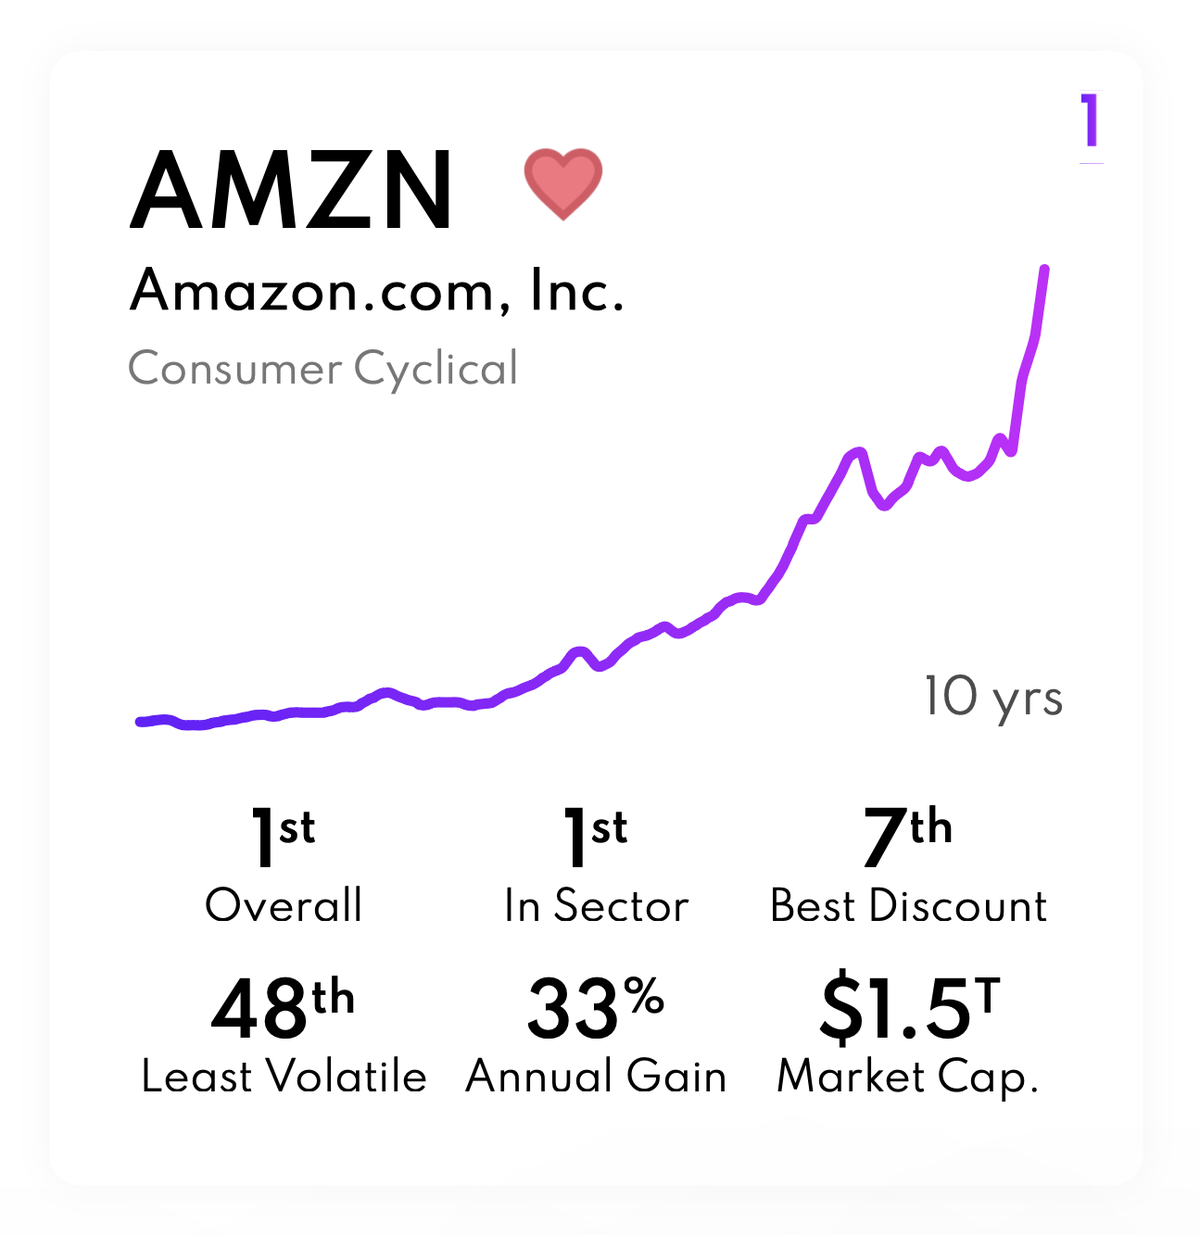 1
AMZN
Amazon.com, Inc.
Consumer Cyclical
10 yrs
1st 1st 7th
Overall In Sector Best Discount
48th 33% $1.5T
Least Volatile Annual Gain Market Cap.